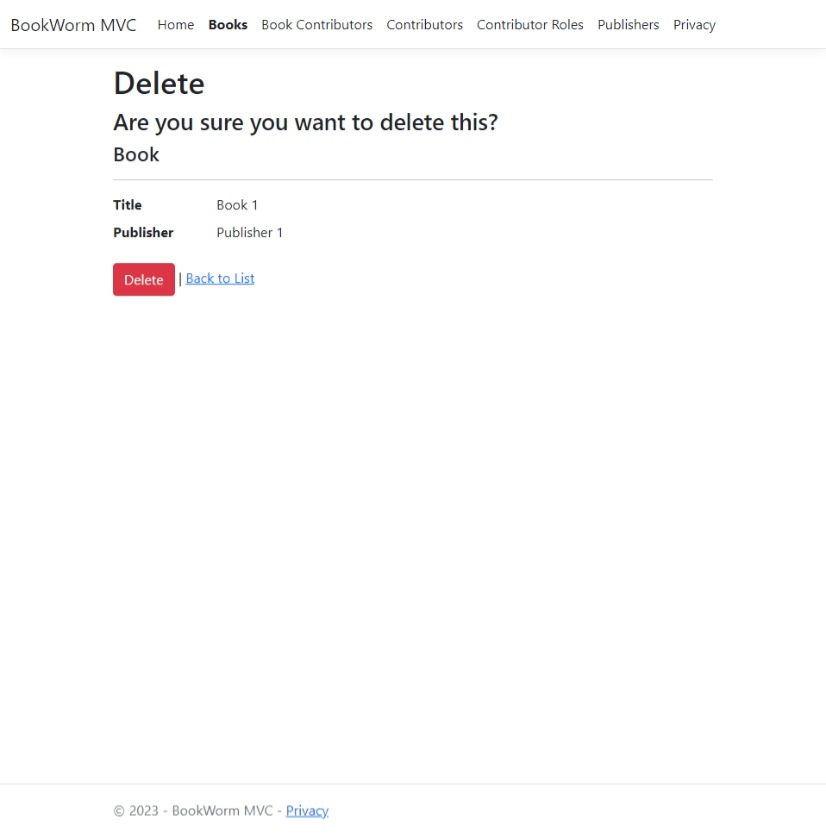 BookWorm MVC Home Books Book Contributors Contributors Contributor Roles Publishers Privacy
Delete
Are you sure you want to delete this?
Book
Title Book 1
Publisher Publisher 1
Delete | Back to List
© 2023 - BookWorm MVC - Privacy